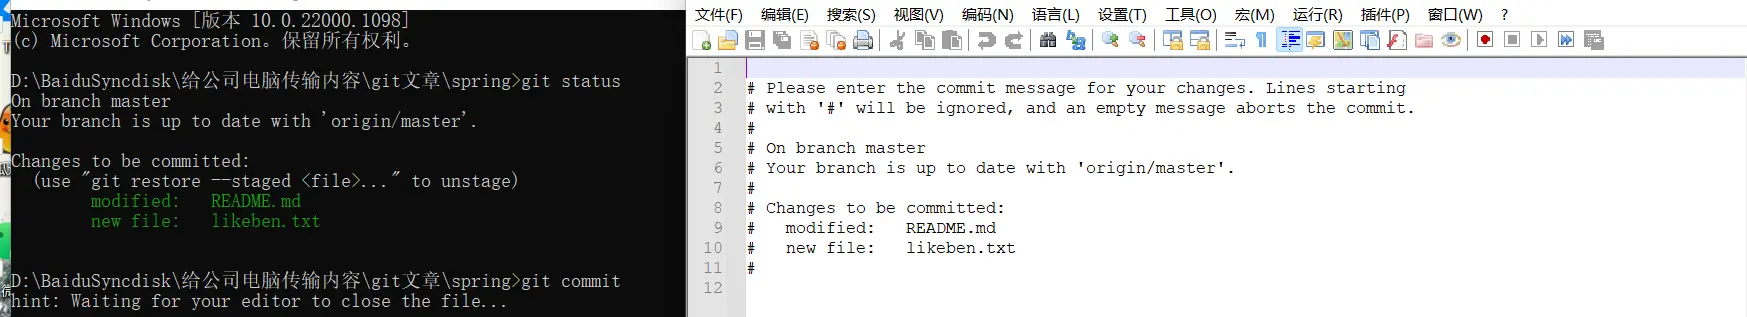 Microsoft Windows [版本 10.0.22000.1098]
(c) Microsoft Corporation。保留所有权利。
D:\BaiduSyncdisk\给公司电脑传输内容\git文章\spring>git status
On branch master
Your branch is up to date with 'origin/master'.
Changes to be committed:
(use "git restore --staged <file>..." to unstage)
modified: README.md
new file: likeben.txt
D:\BaiduSyncdisk\给公司电脑传输内容\git文章\spring>git commit
hint: Waiting for your editor to close the file...
文件(F) 编辑(E) 搜索(S) 视图(V) 编码(N) 语言(L) 设置(T) 工具(O) 宏(M) 运行(R) 插件(P) 窗口(W) ?
1
2 # Please enter the commit message for your changes. Lines starting
3 # with '#' will be ignored, and an empty message aborts the commit.
4 #
5 # On branch master
6 # Your branch is up to date with 'origin/master'.
7 #
8 # Changes to be committed:
9 # modified: README.md
10 # new file: likeben.txt
11 #
12